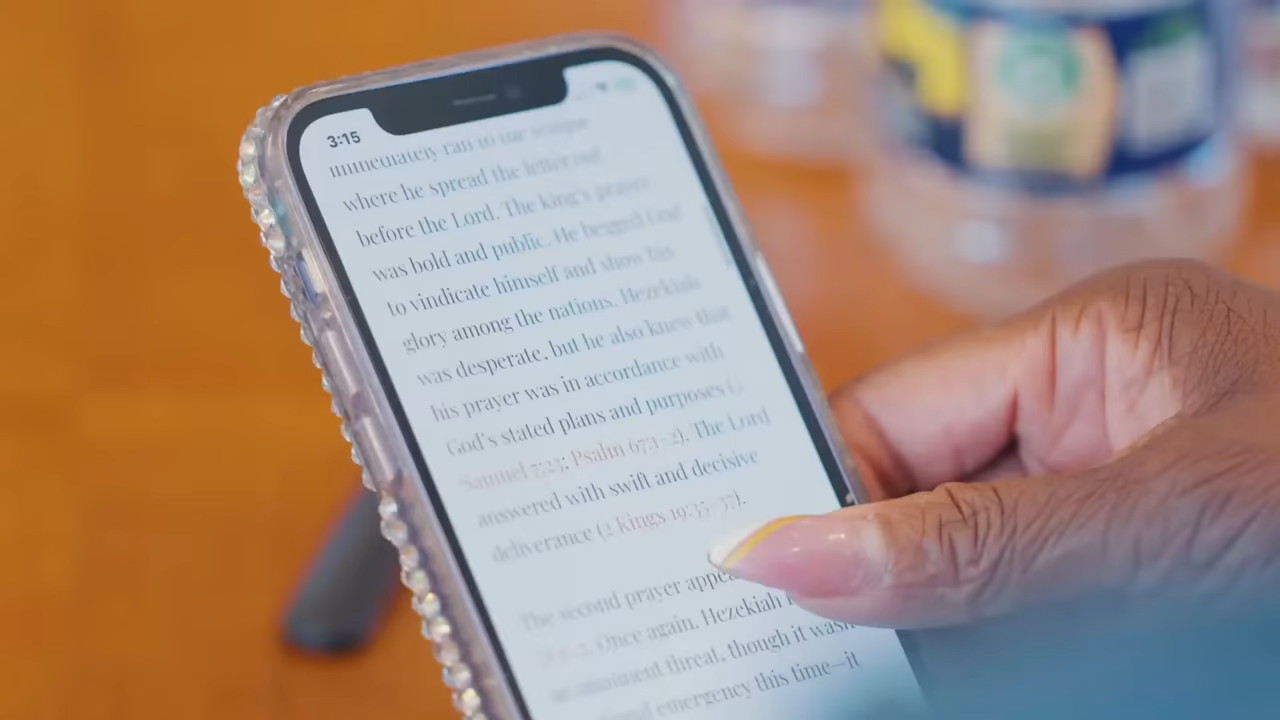 3:15
immediately ran to the temple
where he spread the letter out
before the Lord. The king's prayer
was bold and public. He begged God
to vindicate himself and show his
glory among the nations. Hezekiah
was desperate, but he also knew that
his prayer was in accordance with
God's stated plans and purposes (
Samuel 7:23; Psalm 67:1–2). The Lord
answered with swift and decisive
deliverance (2 Kings 19:35–37).
The second prayer
Once again, Hezekiah
threat, though it wasn't
emergency this time—it